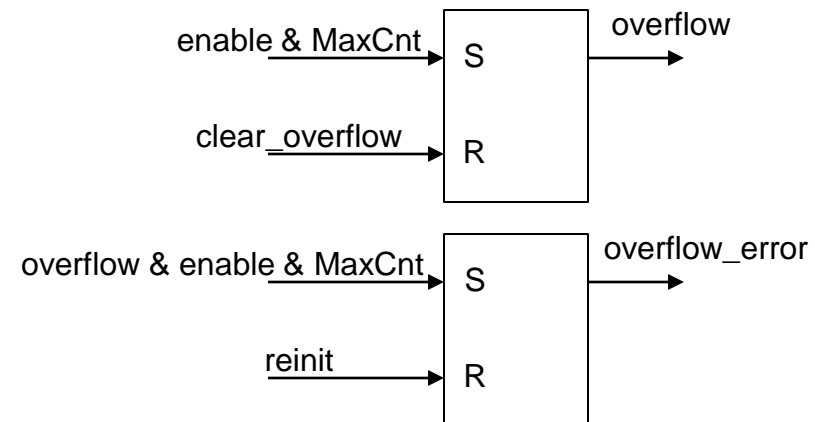 enable & MaxCnt
S
overflow
clear_overflow
R
overflow & enable & MaxCnt
S
overflow_error
reinit
R